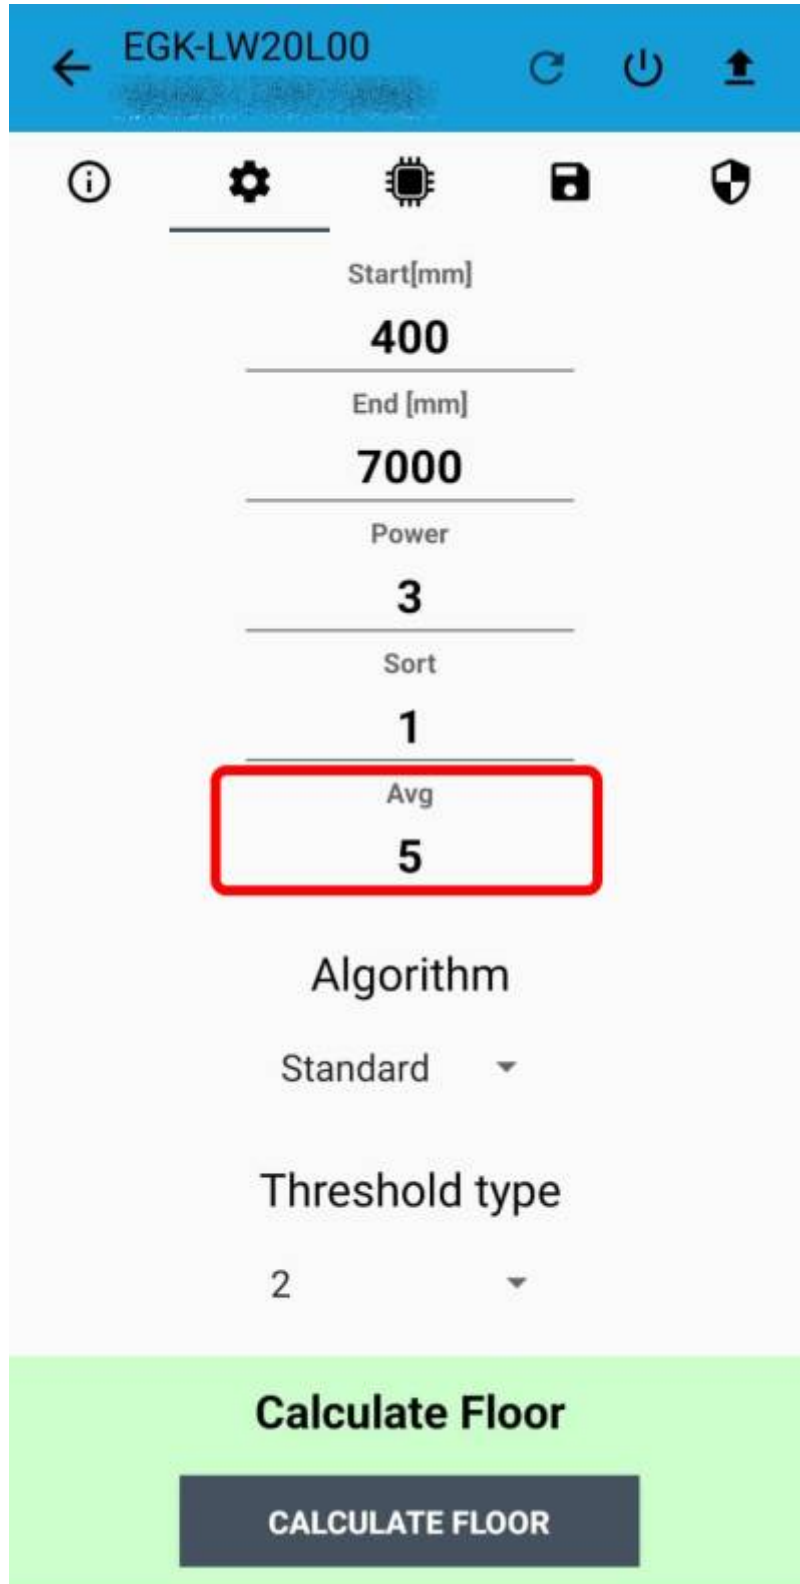 EGK-LW20L00
Start[mm]
400
End [mm]
7000
Power
3
Sort
1
Avg
5
Algorithm
Standard
Threshold type
2
Calculate Floor
CALCULATE FLOOR